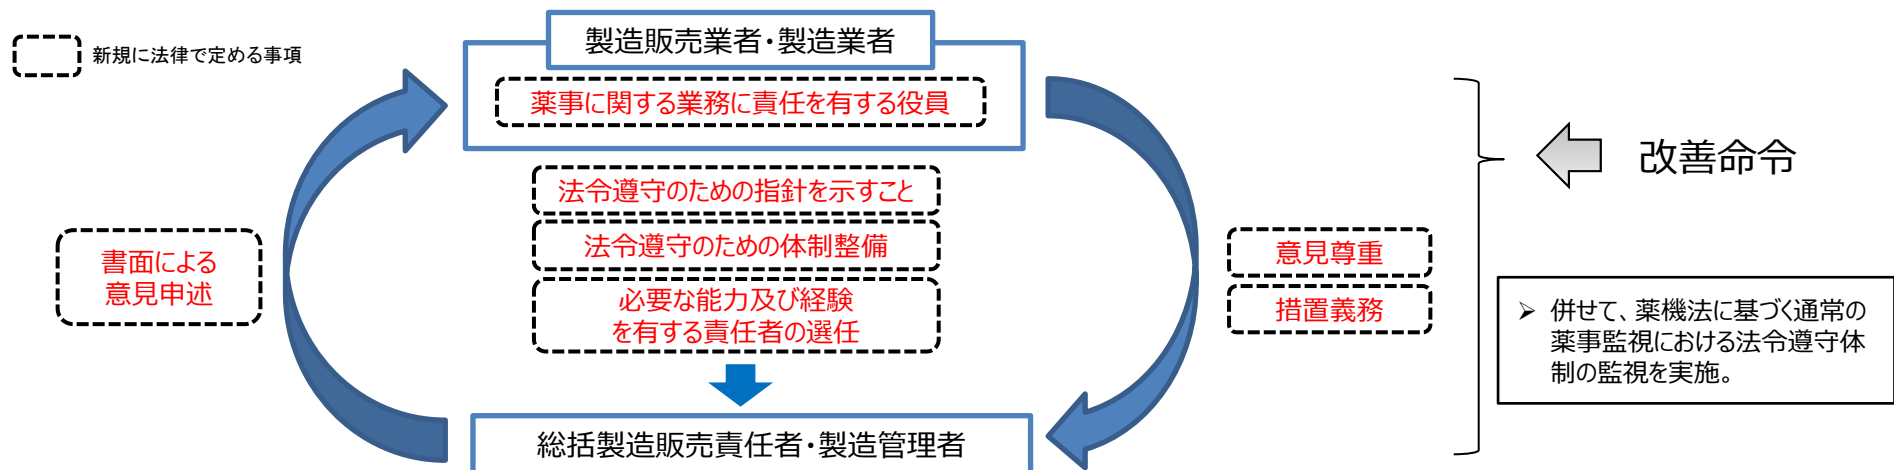 新規に法律で定める事項
製造販売業者・製造業者
薬事に関する業務に責任を有する役員
法令遵守のための指針を示すこと
法令遵守のための体制整備
必要な能力及び経験
を有する責任者の選任
書面による
意見申述
意見尊重
措置義務
総括製造販売責任者・製造管理者
改善命令
➢ 併せて、薬機法に基づく通常の
薬事監視における法令遵守体
制の監視を実施。